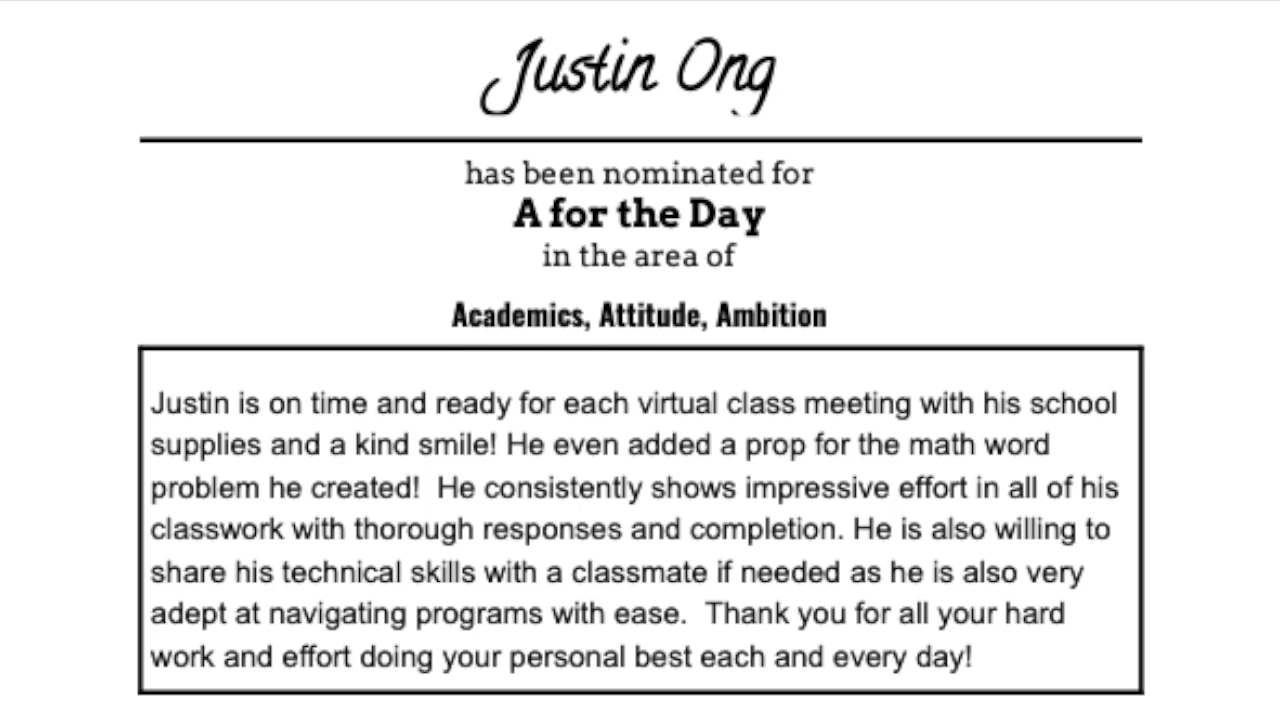 Justin Ong
has been nominated for
A for the Day
in the area of
Academics, Attitude, Ambition
Justin is on time and ready for each virtual class meeting with his school
supplies and a kind smile! He even added a prop for the math word
problem he created!  He consistently shows impressive effort in all of his
classwork with thorough responses and completion. He is also willing to
share his technical skills with a classmate if needed as he is also very
adept at navigating programs with ease.  Thank you for all your hard
work and effort doing your personal best each and every day!